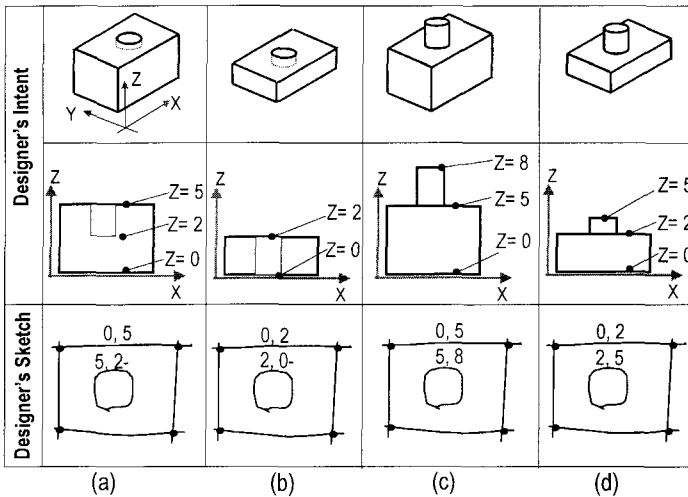 Designer's Intent
Z
Y
X
Z
Z= 5
Z= 2
Z= 0
X
Z
Z= 2
Z= 0
X
Z
Z= 8
Z= 5
Z= 0
X
Z
Z= 5
Z= 2
Z= 0
X
Designer's Sketch
0, 5
5, 2-
0, 2
2, 0-
0, 5
5, 8
0, 2
2, 5
(a)
(b)
(c)
(d)